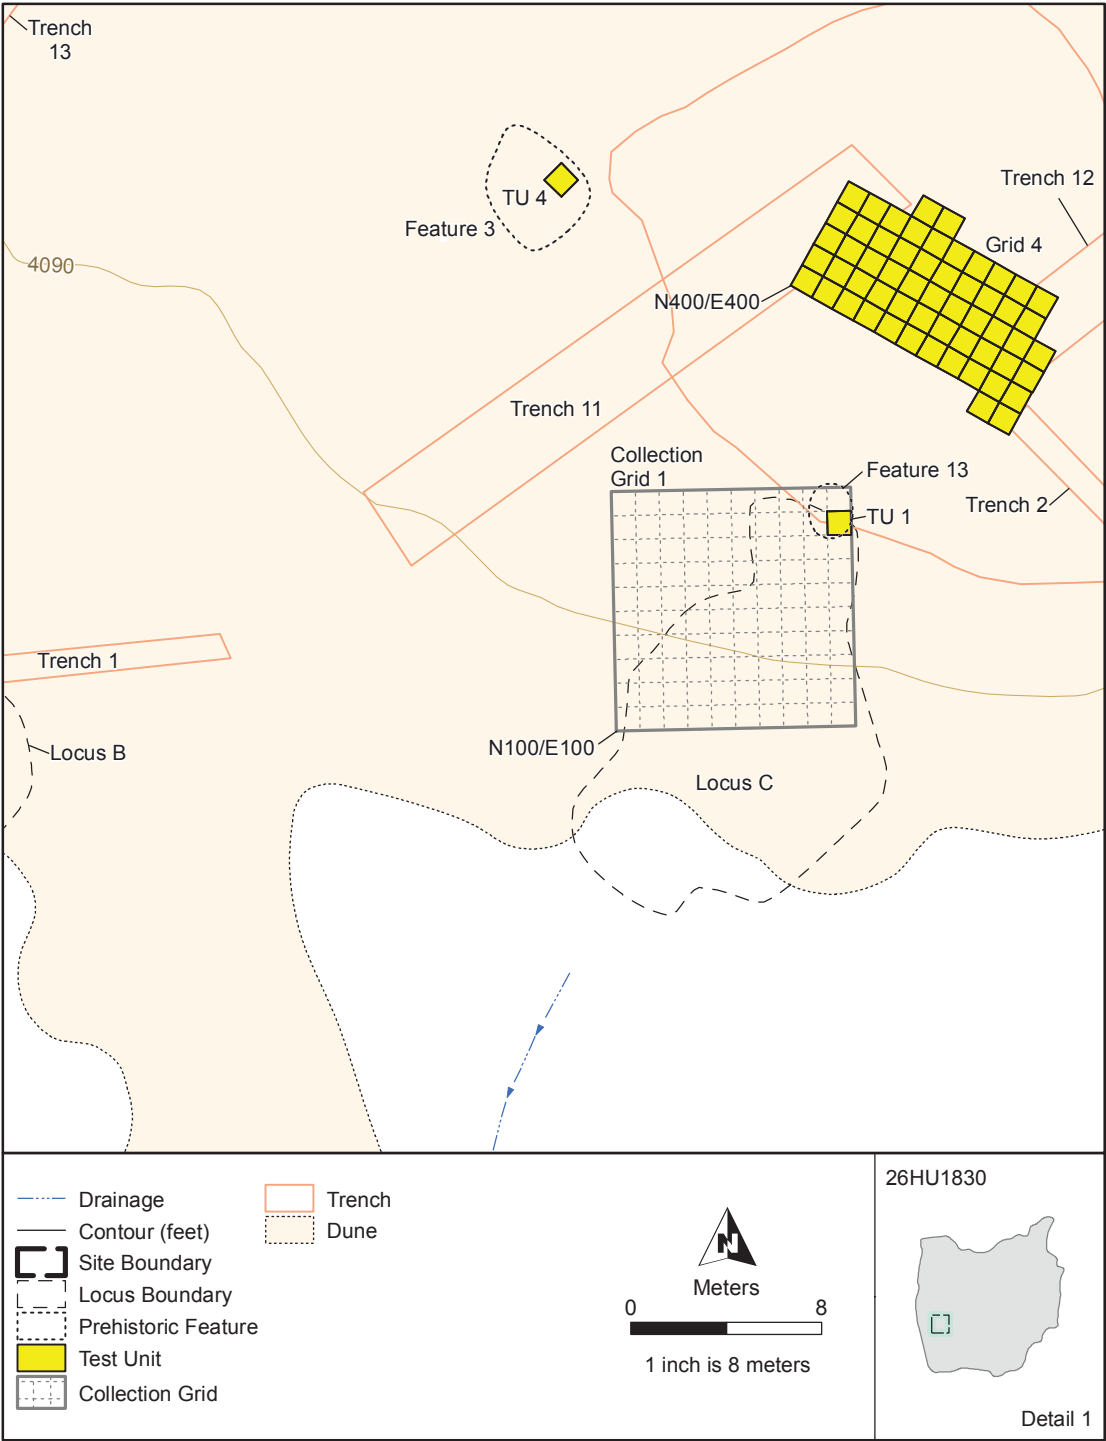 Trench
13
Trench 12
TU 4
Feature 3
Grid 4
4090
N400/E400
Trench 11
Collection
Grid 1
Feature 13
Trench 2
TU 1
Trench 1
Locus B
N100/E100
Locus C
Drainage
Contour (feet)
Site Boundary
Locus Boundary
Prehistoric Feature
Test Unit
Collection Grid
Trench
Dune
N
Meters
0 8
1 inch is 8 meters
26HU1830
Detail 1